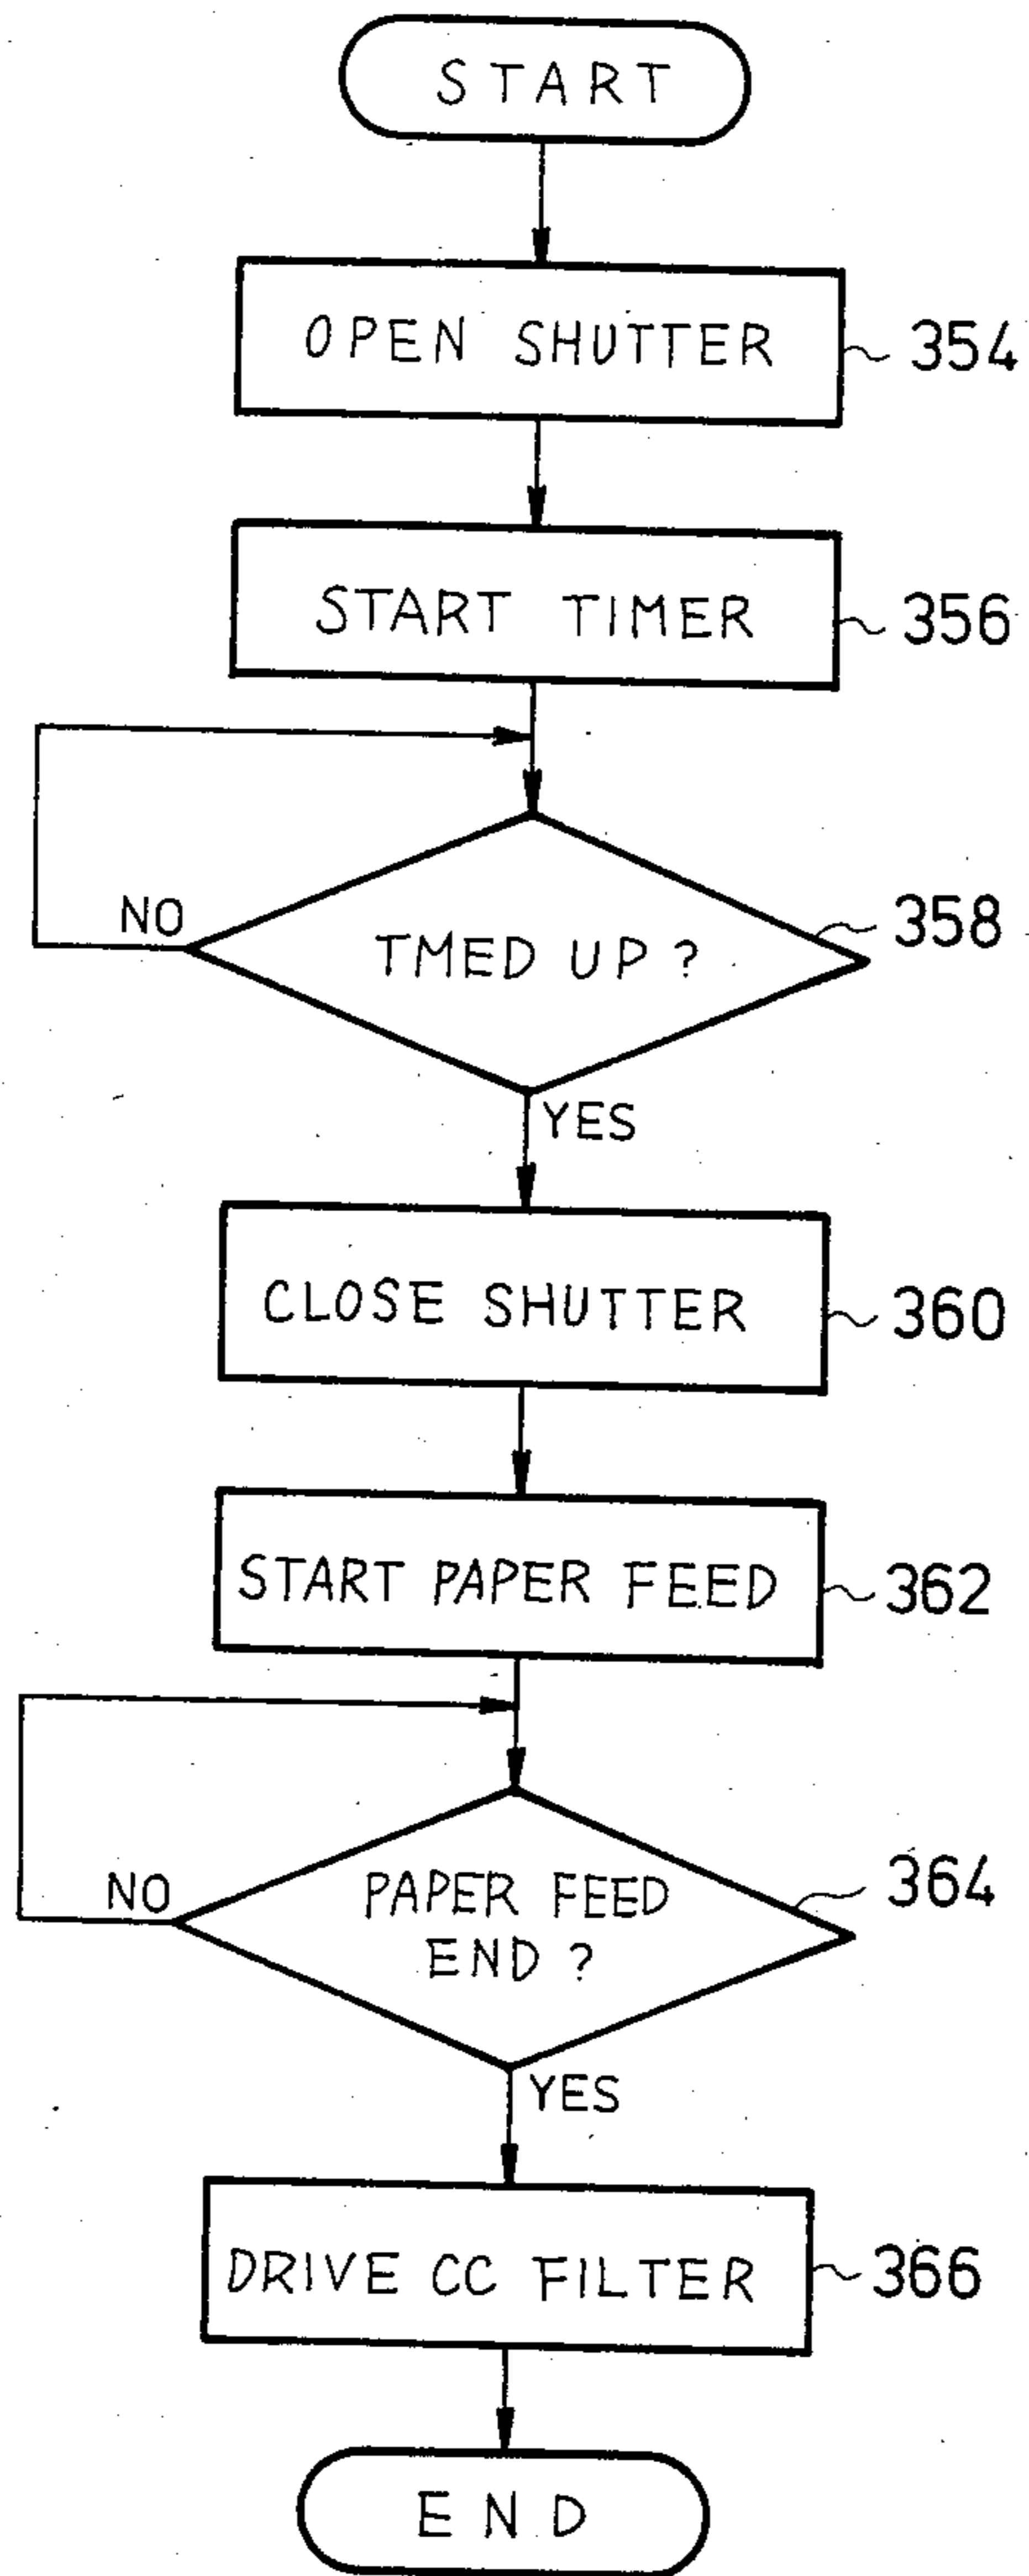 START
OPEN SHUTTER 354
START TIMER 356
358
NO TMED UP ?
YES
CLOSE SHUTTER 360
START PAPER FEED 362
364
NO PAPER FEED
END ?
YES
DRIVE CC FILTER 366
END